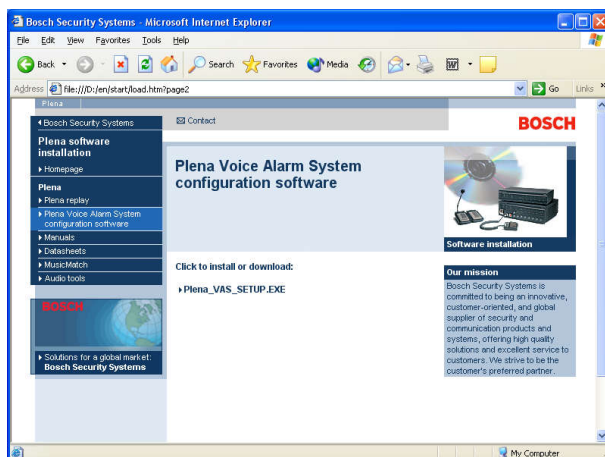 Bosch Security Systems - Microsoft Internet Explorer
File Edit View Favorites Tools Help
Back Search Favorites Media
Address file:///D:/en/start/load.htm?page2 Go Links »
Plena
Bosch Security Systems
Contact
BOSCH
Plena software
installation
Homepage
Plena
Plena replay
Plena Voice Alarm System
configuration software
Manuals
Datasheets
MusicMatch
Audio tools
BOSCH
Solutions for a global market:
Bosch Security Systems
Plena Voice Alarm System
configuration software
Click to install or download:
Plena_VAS_SETUP.EXE
Software installation
Our mission
Bosch Security Systems is
committed to being an innovative,
customer-oriented, and global
supplier of security and
communication products and
systems, offering high quality
solutions and excellent service to
customers. We strive to be the
customer's preferred partner.
My Computer